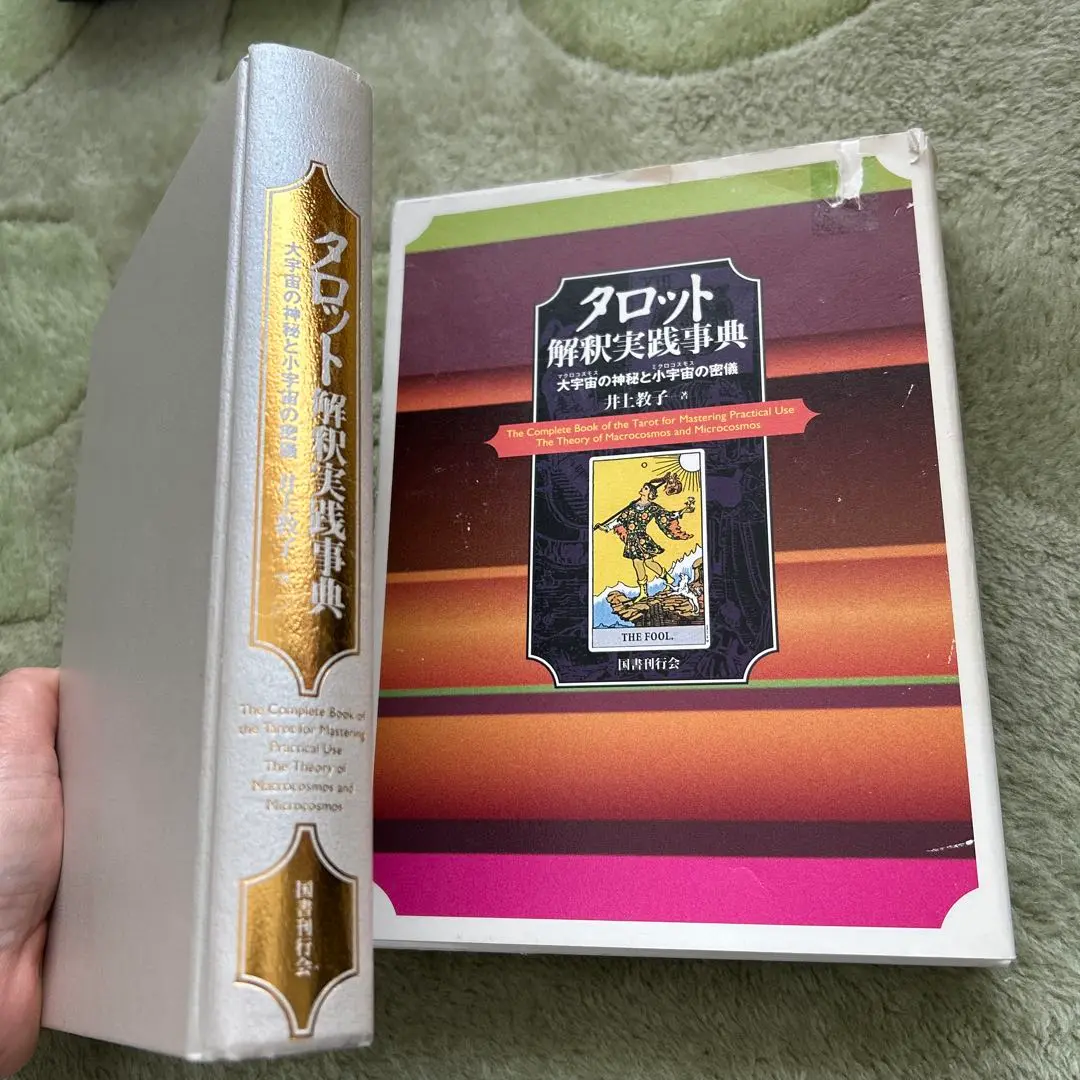 タロット解釈実践事典
大宇宙の神秘と小宇宙の密儀 井上教子 著
The Complete Book of
the Tarot for Mastering
Practical Use
The Theory of
Macrocosmos and
Microcosmos
国書刊行会
タロット
解釈実践事典
マクロコスモス ミクロコスモス
大宇宙の神秘と小宇宙の密儀
井上教子 著
The Complete Book of the Tarot for Mastering Practical Use
The Theory of Macrocosmos and Microcosmos
THE FOOL.
国書刊行会